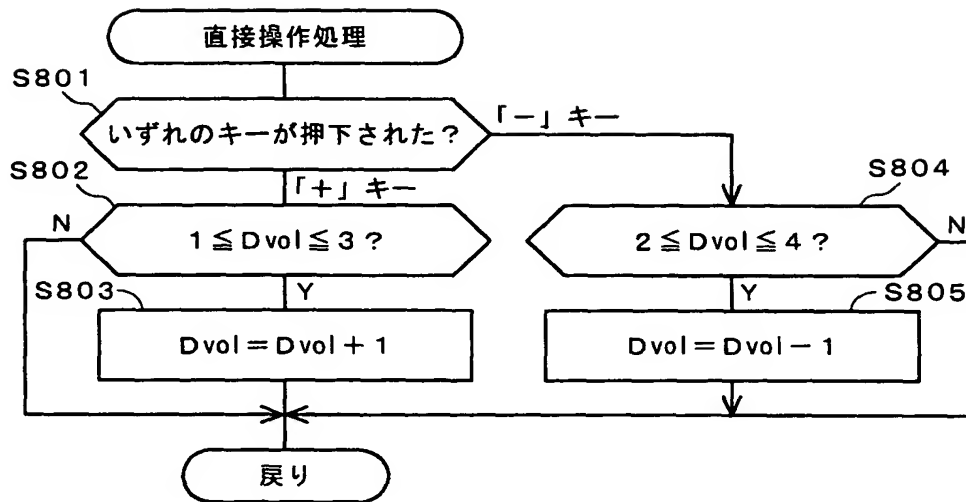 直接操作処理
S801
いずれのキーが押下された？
「－」キー
S802
「＋」キー
S804
N
1≦Dvol≦3？
2≦Dvol≦4？
N
S803
Y
Y
S805
Dvol＝Dvol＋1
Dvol＝Dvol－1
戻り